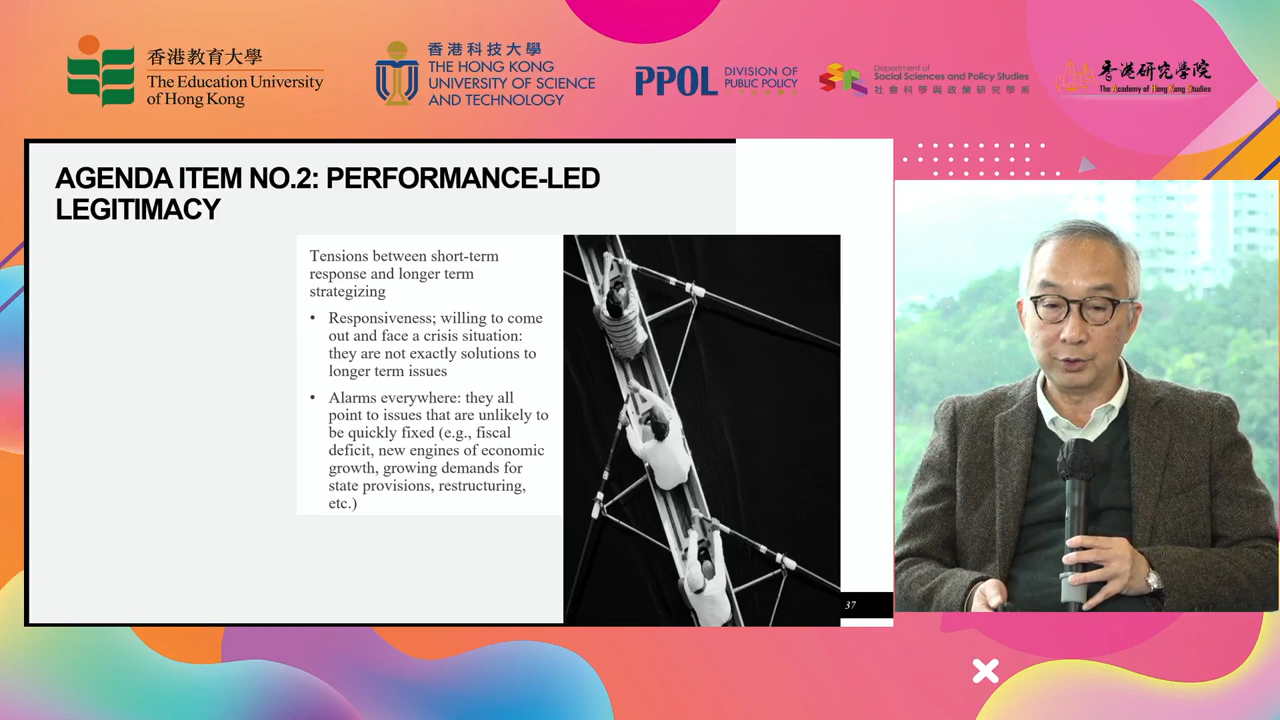 香港教育大學
The Education University
of Hong Kong
香港科技大學
THE HONG KONG
UNIVERSITY OF SCIENCE
AND TECHNOLOGY
PPOL
DIVISION OF
PUBLIC POLICY
Department of
Social Sciences and Policy Studies
社會科學與政策研究學系
香港研究學院
The Academy of Hong Kong Studies
AGENDA ITEM NO.2: PERFORMANCE-LED
LEGITIMACY
Tensions between short-term
response and longer term
strategizing
• Responsiveness; willing to come
out and face a crisis situation:
they are not exactly solutions to
longer term issues
• Alarms everywhere: they all
point to issues that are unlikely to
be quickly fixed (e.g., fiscal
deficit, new engines of economic
growth, growing demands for
state provisions, restructuring,
etc.)
37